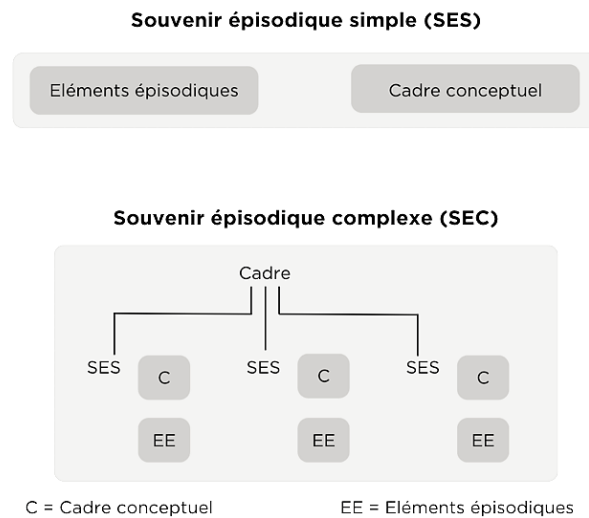 Souvenir épisodique simple (SES)
Eléments épisodiques
Cadre conceptuel
Souvenir épisodique complexe (SEC)
Cadre
SES C SES C SES C
EE EE EE
C = Cadre conceptuel EE = Eléments épisodiques